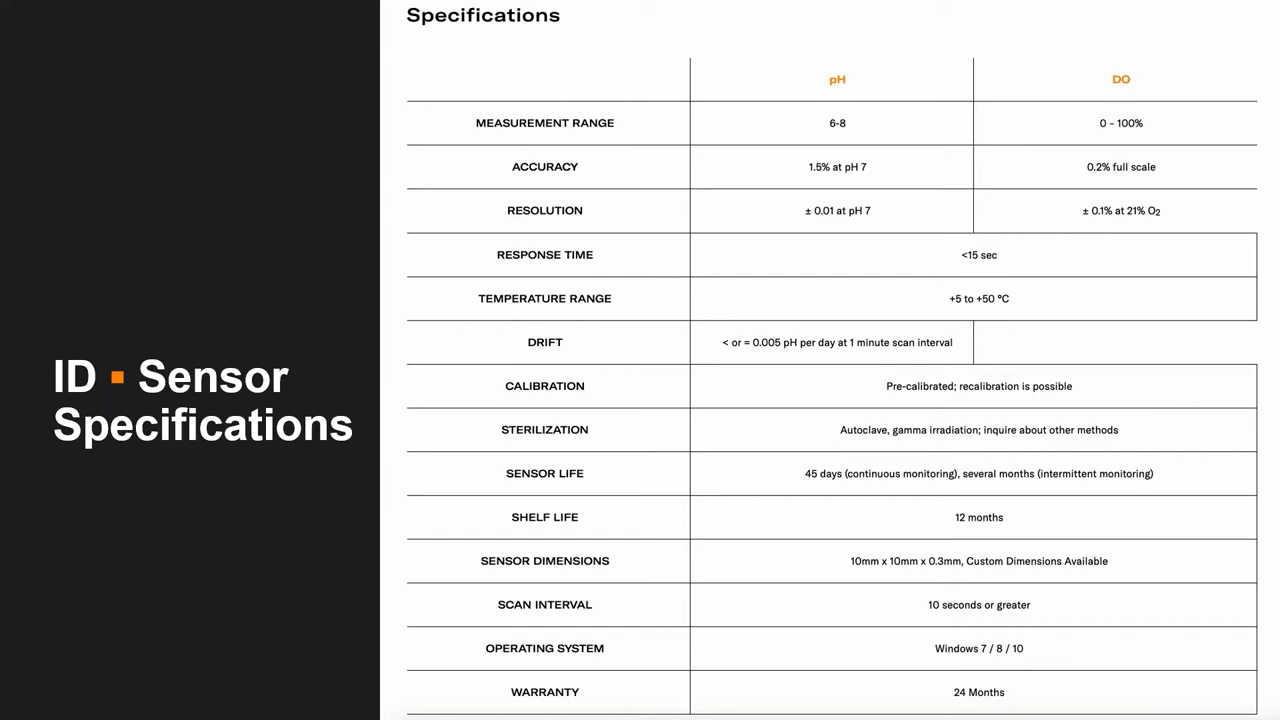 Specifications
pH DO
MEASUREMENT RANGE 6-8 0 – 100%
ACCURACY 1.5% at pH 7 0.2% full scale
RESOLUTION ± 0.01 at pH 7 ± 0.1% at 21% O2
RESPONSE TIME <15 sec
TEMPERATURE RANGE +5 to +50 °C
DRIFT < or = 0.005 pH per day at 1 minute scan interval
CALIBRATION Pre-calibrated; recalibration is possible
STERILIZATION Autoclave, gamma irradiation; inquire about other methods
SENSOR LIFE 45 days (continuous monitoring), several months (intermittent monitoring)
SHELF LIFE 12 months
SENSOR DIMENSIONS 10mm x 10mm x 0.3mm, Custom Dimensions Available
SCAN INTERVAL 10 seconds or greater
OPERATING SYSTEM Windows 7 / 8 / 10
WARRANTY 24 Months
ID ▪ Sensor
Specifications